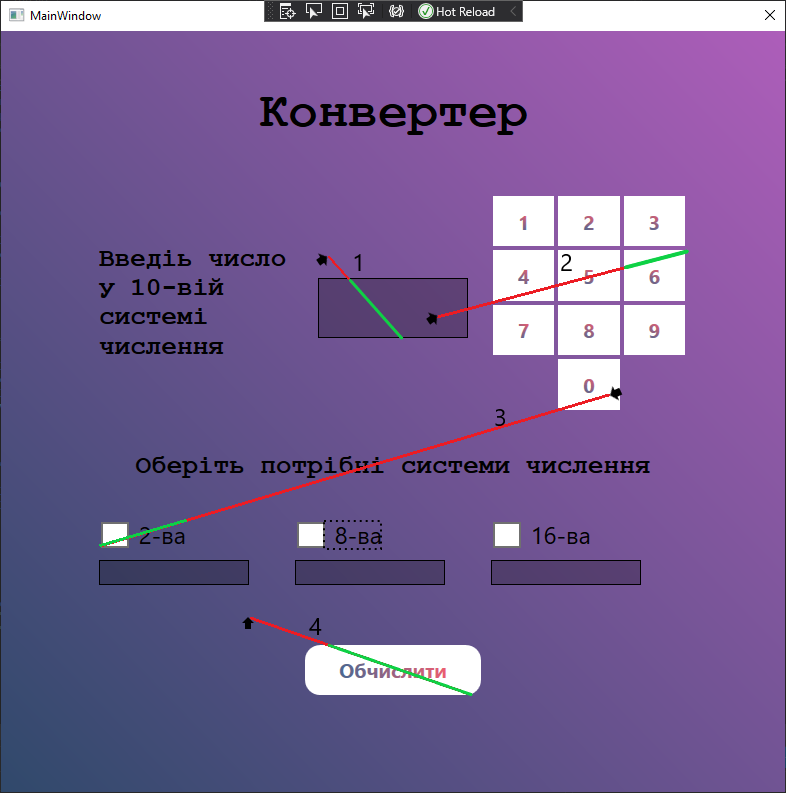 MainWindow
Hot Reload
Конвертер
1 2 3
Введіь число
у 10-вій
системі
числення
1
4 5 6
2
7 8 9
0
3
Оберіть потрібні системи числення
2-ва 8-ва 16-ва
4
Обчислити